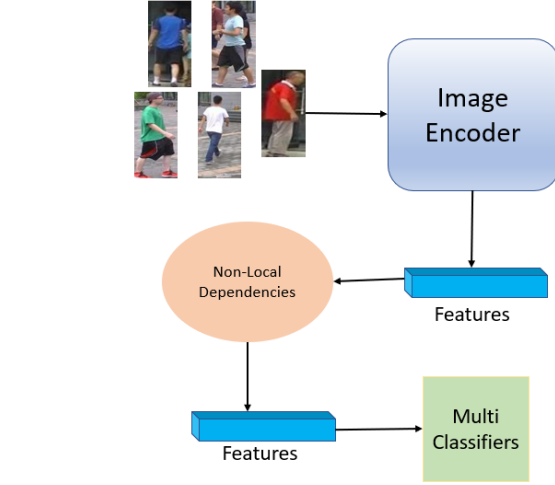 Image
Encoder
Non-Local
Dependencies
Features
Features
Multi
Classifiers